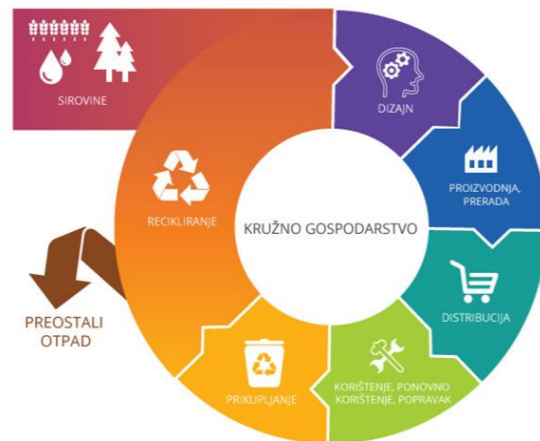 SIROVINE
DIZAJN
PROIZVODNJA,
PRERADA
DISTRIBUCIJA
KORIŠTENJE, PONOVNO
KORIŠTENJE, POPRAVAK
PRIKUPLJANJE
RECIKLIRANJE
PREOSTALI
OTPAD
KRUŽNO GOSPODARSTVO